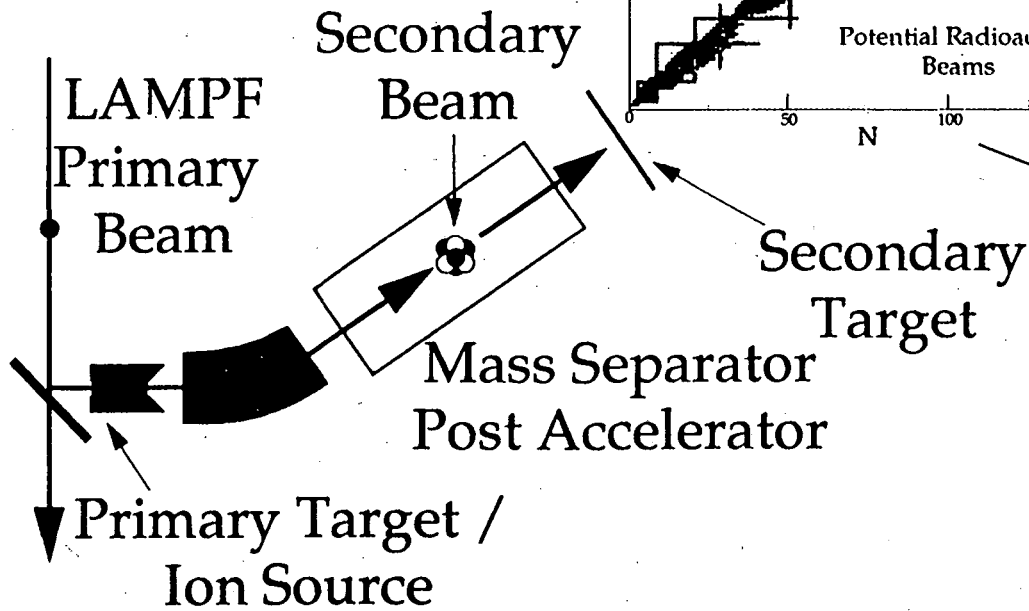 Secondary
Beam
LAMPF
Primary
Beam
Potential
Beams
0
50
100
N
Secondary
Target
Mass Separator
Post Accelerator
Primary Target /
Ion Source